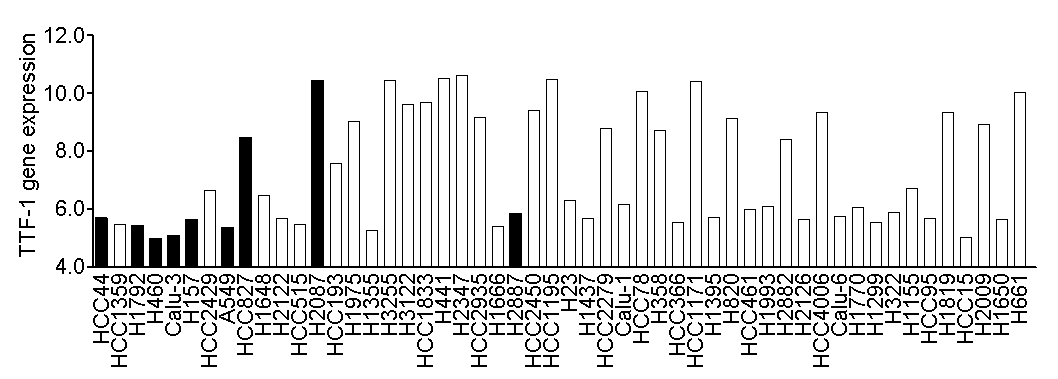 12.0
10.0
8.0
6.0
4.0
TTF-1 gene expression
HCC44
HCC1359
H1792
H460
Calu-3
H157
HCC2429
A549
HCC827
H1648
H2122
HCC515
H2087
HCC193
H1975
H1355
H3255
H3122
HCC1833
H441
H2347
HCC2935
H1666
H2887
HCC2450
HCC1195
H23
H1437
HCC2279
Calu-1
HCC78
H358
HCC366
HCC1171
H1395
H820
HCC461
H1993
H2882
H2126
HCC4006
Calu-6
H1770
H1299
H322
H1155
HCC95
H1819
HCC15
H2009
H1650
H661